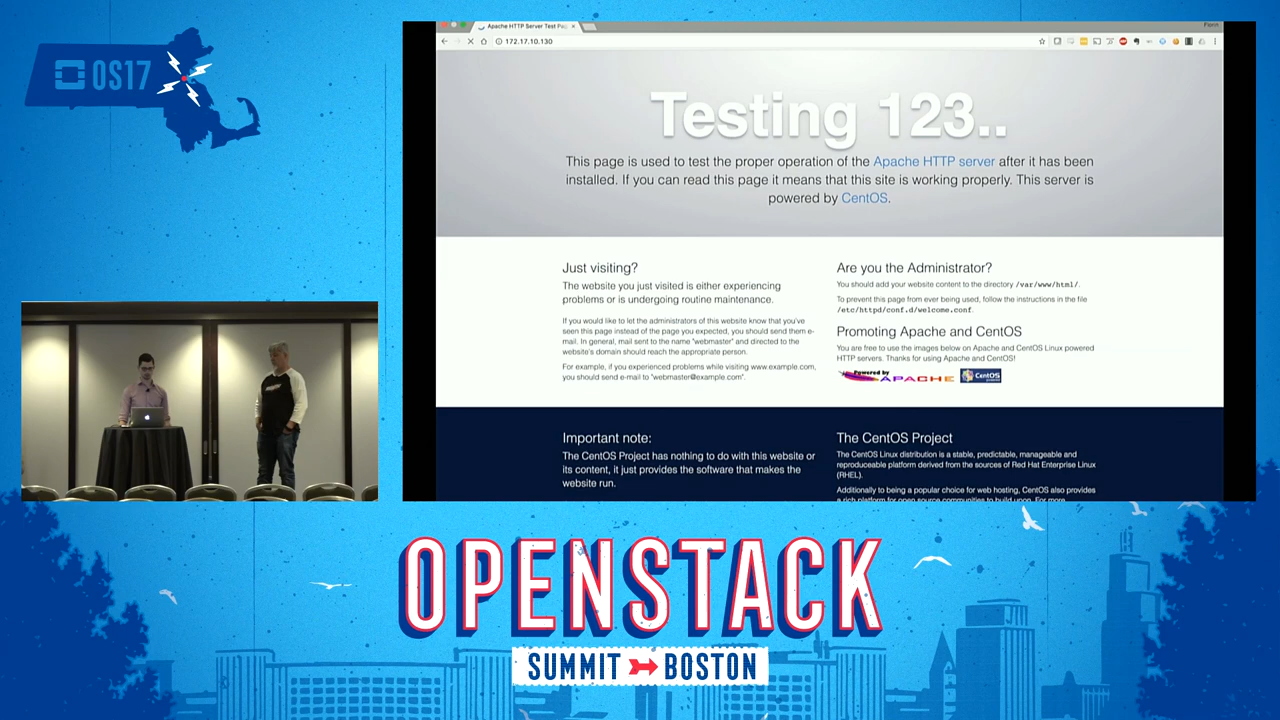 OS17
Apache HTTP Server Test Pag
172.17.10.130
Testing 123..
This page is used to test the proper operation of the Apache HTTP server after it has been
installed. If you can read this page it means that this site is working properly. This server is
powered by CentOS.
Just visiting?
The website you just visited is either experiencing
problems or is undergoing routine maintenance.
If you would like to let the administrators of this website know that you've
seen this page instead of the page you expected, you should send them e-
mail. In general, mail sent to the name "webmaster" and directed to the
website's domain should reach the appropriate person.
For example, if you experienced problems while visiting www.example.com,
you should send e-mail to "webmaster@example.com".
Are you the Administrator?
You should add your website content to the directory /var/www/html/.
To prevent this page from ever being used, follow the instructions in the file
/etc/httpd/conf.d/welcome.conf.
Promoting Apache and CentOS
You are free to use the images below on Apache and CentOS Linux powered
HTTP servers. Thanks for using Apache and CentOS!
Powered by
APACHE
CentOS
Important note:
The CentOS Project has nothing to do with this website or
its content, it just provides the software that makes the
website run.
The CentOS Project
The CentOS Linux distribution is a stable, predictable, manageable and
reproduceable platform derived from the sources of Red Hat Enterprise Linux
(RHEL).
Additionally to being a popular choice for web hosting, CentOS also provides
a rich platform for open source communities to build upon. For more
OPENSTACK
SUMMIT BOSTON